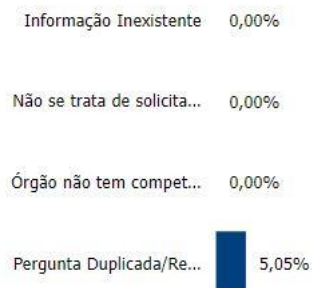 Informação Inexistente 0,00%
Não se trata de solicita... 0,00%
Órgão não tem compet... 0,00%
Pergunta Duplicada/Re... 5,05%